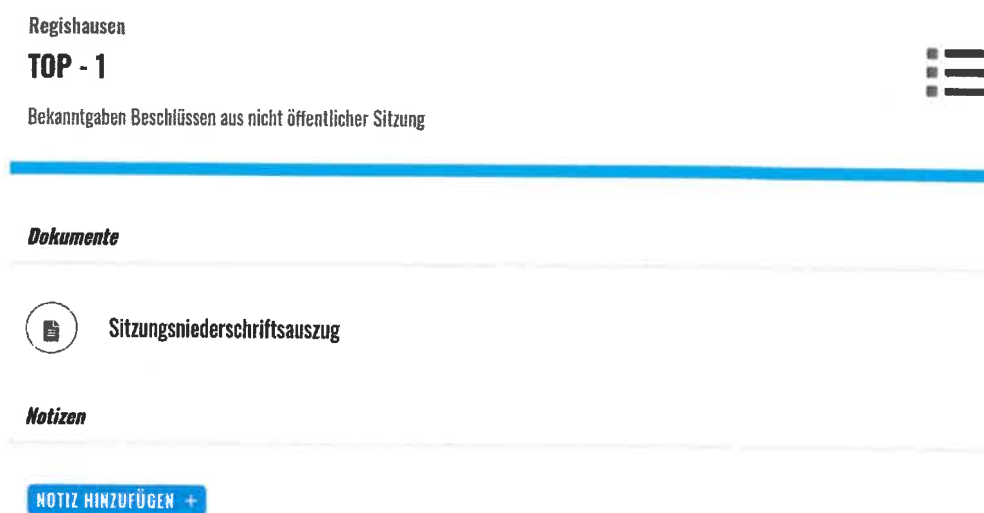 Regishausen
TOP - 1
Bekanntgaben Beschlüssen aus nicht öffentlicher Sitzung
Dokumente
Sitzungsniederschriftsauszug
Notizen
NOTIZ HINZUFÜGEN +